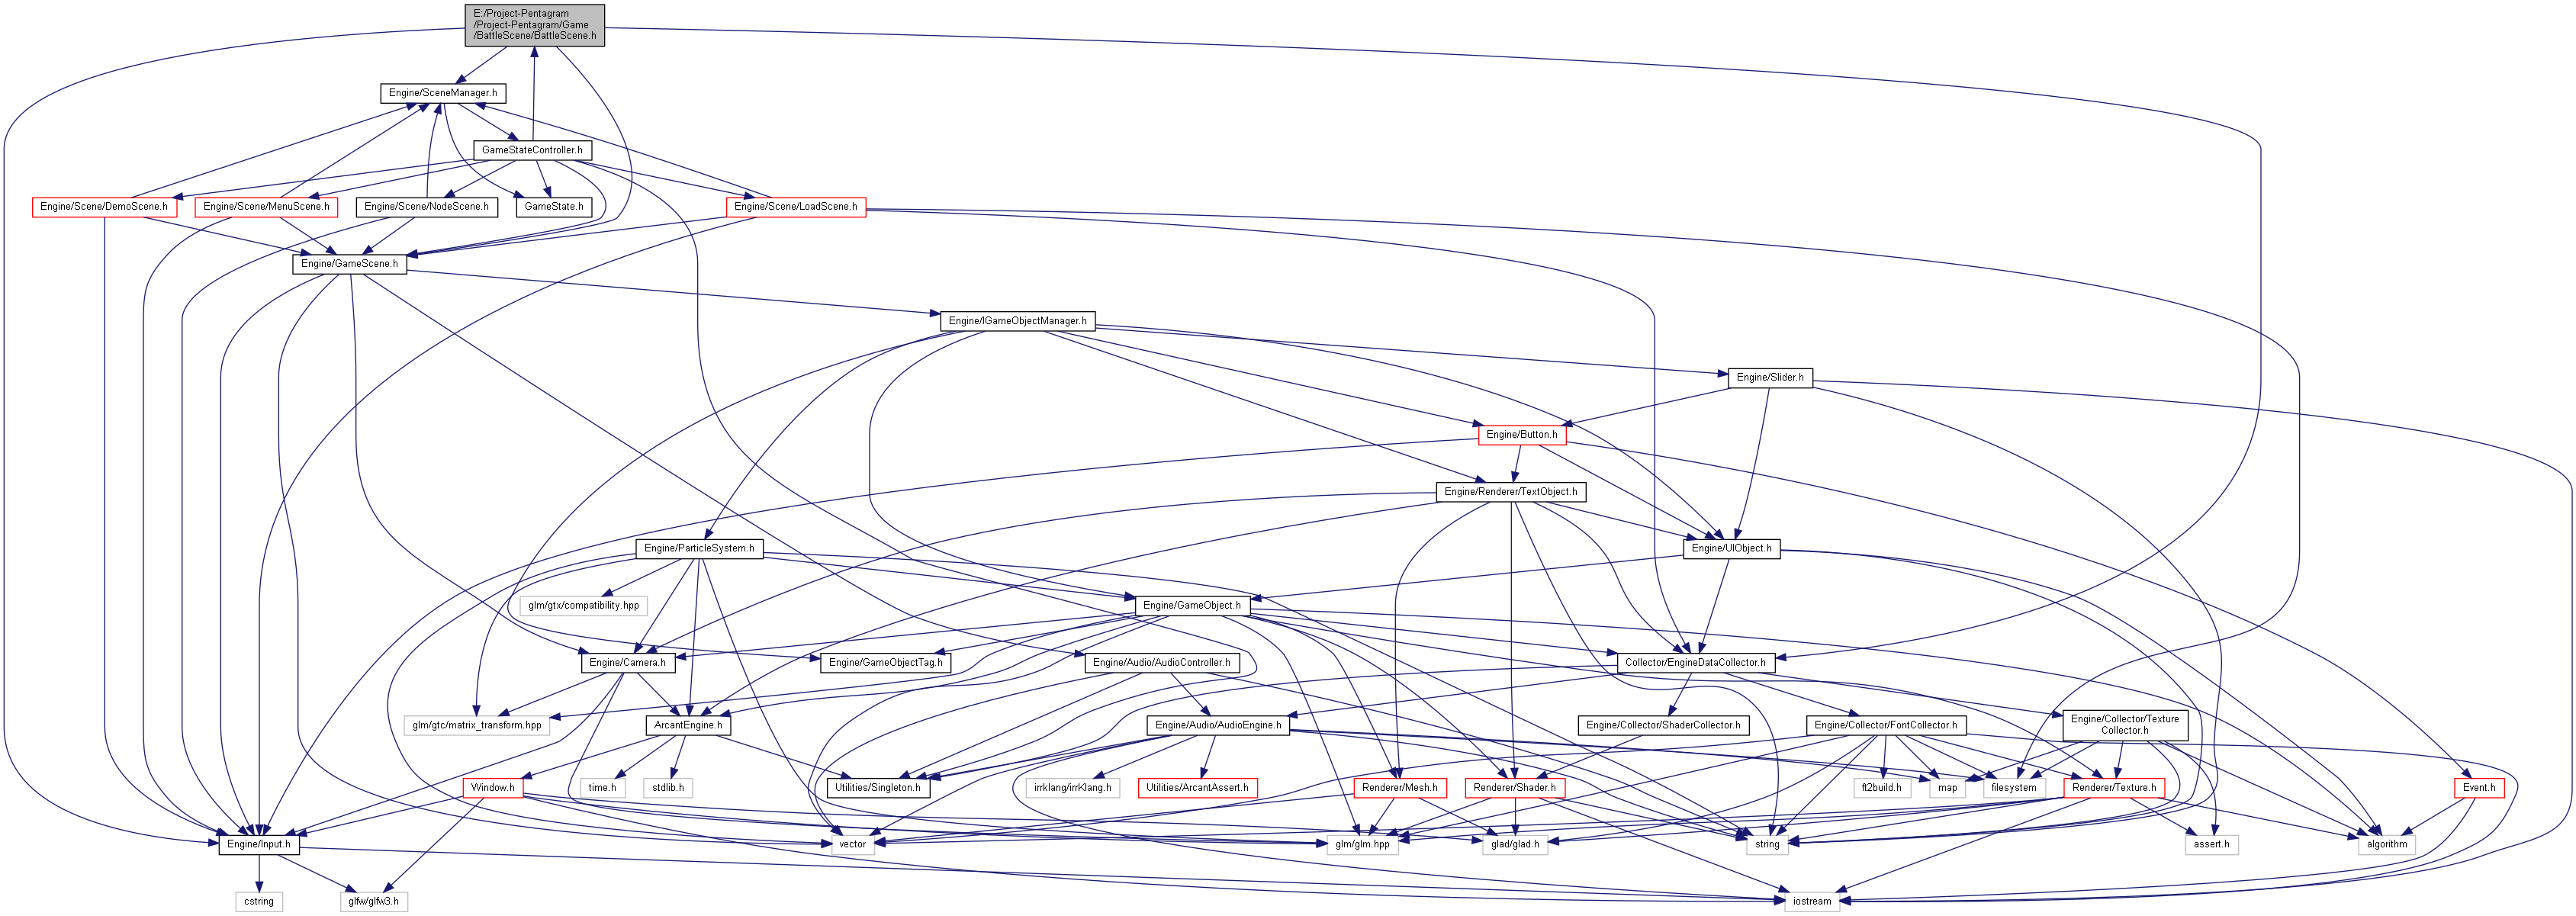 E:/Project-Pentagram
/Project-Pentagram/Game
/BattleScene/BattleScene.h
Engine/SceneManager.h
GameStateController.h
Engine/Scene/DemoScene.h
Engine/Scene/MenuScene.h
Engine/Scene/NodeScene.h
GameState.h
Engine/Scene/LoadScene.h
Engine/GameScene.h
Engine/IGameObjectManager.h
Engine/Slider.h
Engine/Button.h
Engine/Renderer/TextObject.h
Engine/ParticleSystem.h
Engine/UIObject.h
glm/gtx/compatibility.hpp
Engine/GameObject.h
Engine/Camera.h
Engine/GameObjectTag.h
Engine/Audio/AudioController.h
Collector/EngineDataCollector.h
glm/gtc/matrix_transform.hpp
ArcantEngine.h
Engine/Audio/AudioEngine.h
Engine/Collector/ShaderCollector.h
Engine/Collector/FontCollector.h
Engine/Collector/Texture
Collector.h
Window.h
time.h
stdlib.h
Utilities/Singleton.h
irrklang/irrKlang.h
Utilities/ArcantAssert.h
Renderer/Mesh.h
Renderer/Shader.h
ft2build.h
map
filesystem
Renderer/Texture.h
Event.h
Engine/Input.h
vector
glm/glm.hpp
glad/glad.h
string
assert.h
algorithm
cstring
glfw/glfw3.h
iostream